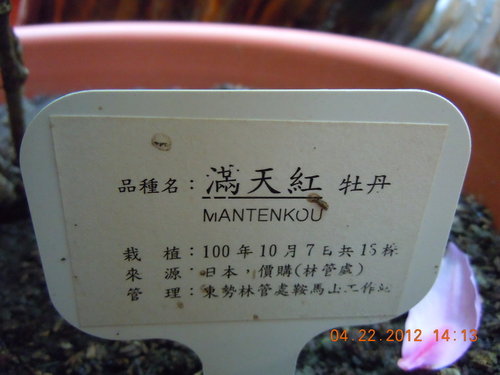 品種名：滿天紅 牡丹
MANTENKOU
栽 植：100年10月7日共15株
來 源：日本，價購(林管處)
管 理：東勢林管處鞍馬山工作站
04.22.2012 14:13